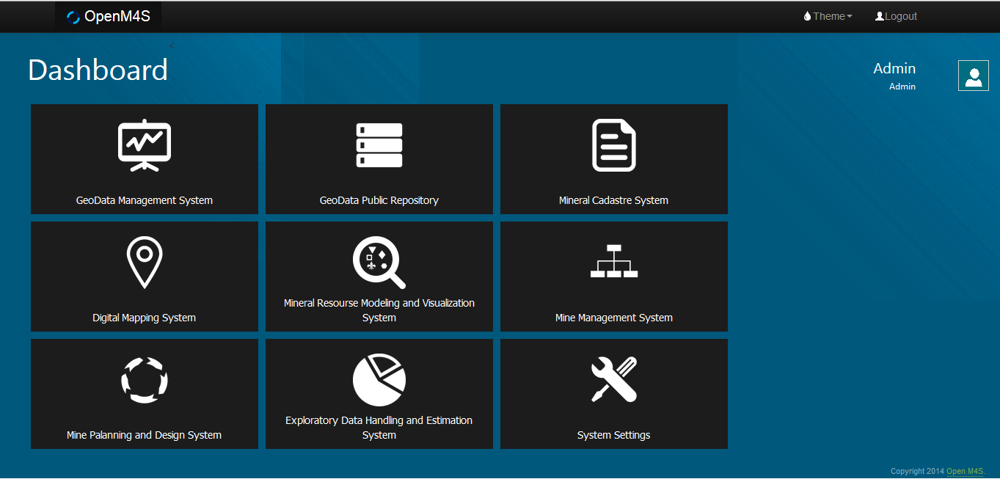 OpenM4S
Theme
Logout
<
Dashboard
Admin
Admin
GeoData Management System
GeoData Public Repository
Mineral Cadastre System
Digital Mapping System
Mineral Resourse Modeling and Visualization
System
Mine Management System
Mine Palanning and Design System
Exploratory Data Handling and Estimation
System
System Settings
Copyright 2014 Open M4S.